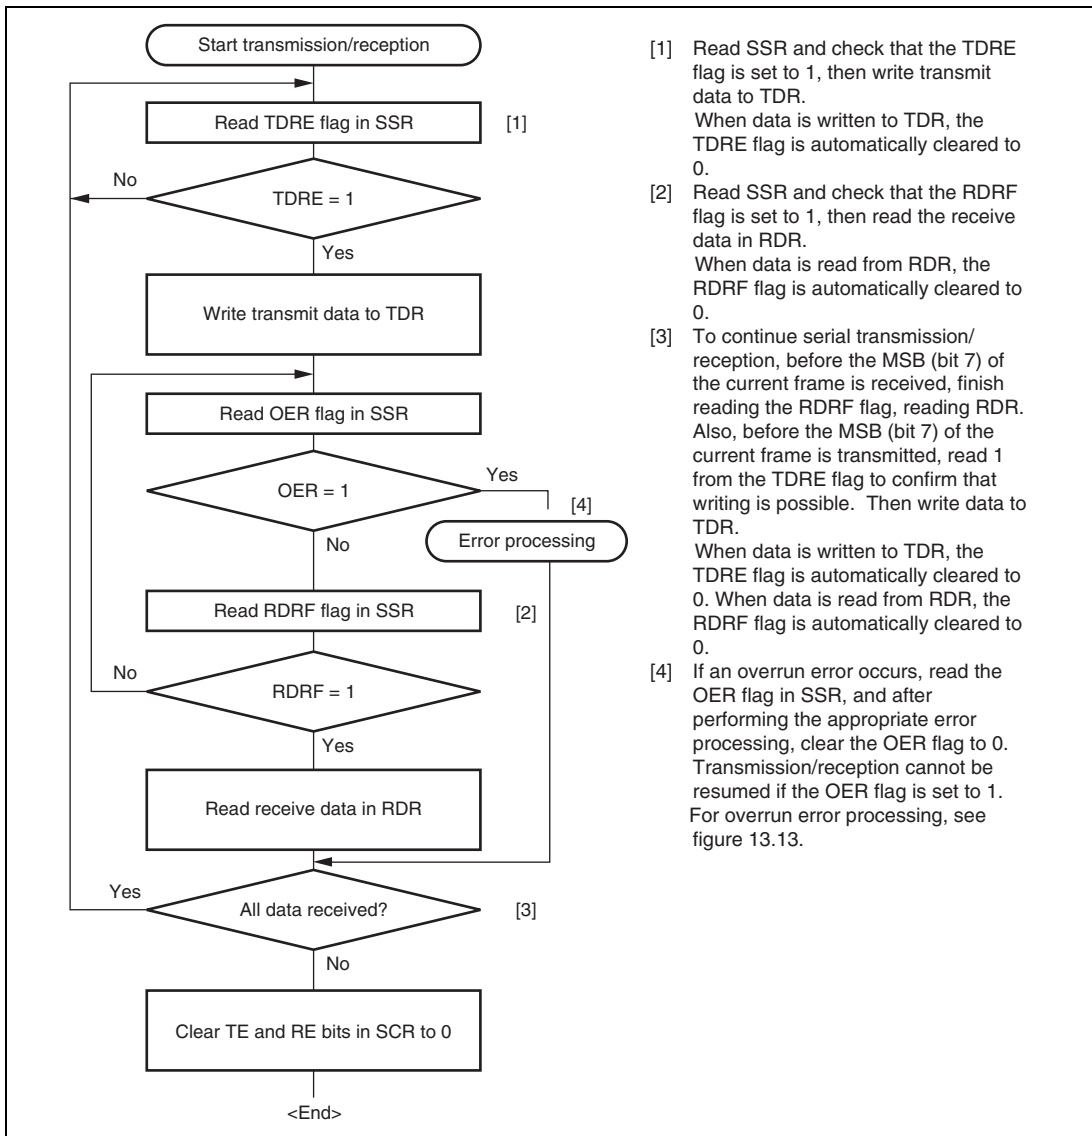 Start transmission/reception
Read TDRE flag in SSR
[1]
No
TDRE = 1
Yes
Write transmit data to TDR
Read OER flag in SSR
Yes
OER = 1
[4]
Error processing
No
Read RDRF flag in SSR
[2]
No
RDRF = 1
Yes
Read receive data in RDR
Yes
All data received?
[3]
No
Clear TE and RE bits in SCR to 0
<End>
[1] Read SSR and check that the TDRE
flag is set to 1, then write transmit
data to TDR.
When data is written to TDR, the
TDRE flag is automatically cleared to
0.
[2] Read SSR and check that the RDRF
flag is set to 1, then read the receive
data in RDR.
When data is read from RDR, the
RDRF flag is automatically cleared to
0.
[3] To continue serial transmission/
reception, before the MSB (bit 7) of
the current frame is received, finish
reading the RDRF flag, reading RDR.
Also, before the MSB (bit 7) of the
current frame is transmitted, read 1
from the TDRE flag to confirm that
writing is possible. Then write data to
TDR.
When data is written to TDR, the
TDRE flag is automatically cleared to
0. When data is read from RDR, the
RDRF flag is automatically cleared to
0.
[4] If an overrun error occurs, read the
OER flag in SSR, and after
performing the appropriate error
processing, clear the OER flag to 0.
Transmission/reception cannot be
resumed if the OER flag is set to 1.
For overrun error processing, see
figure 13.13.